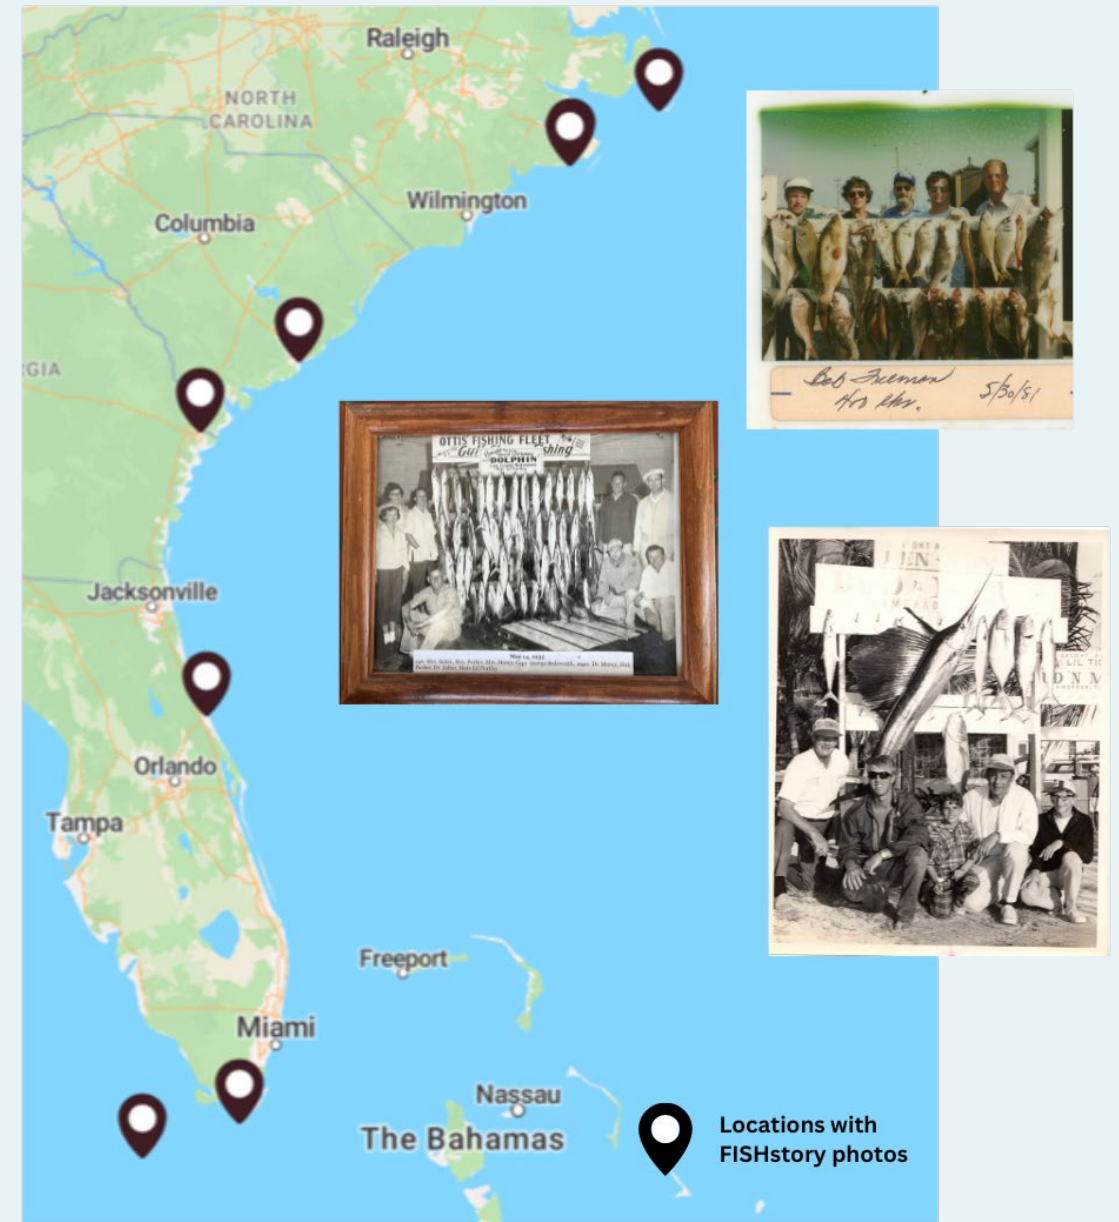 Raleigh
NORTH
CAROLINA
Wilmington
Columbia
GIA
Jacksonville
Orlando
Tampa
Freeport
Miami
Nassau
The Bahamas
Locations with
FISHstory photos
Bob Freeman
5/30/81
OTTIS FISHING FLEET
DOLPHIN
LIL